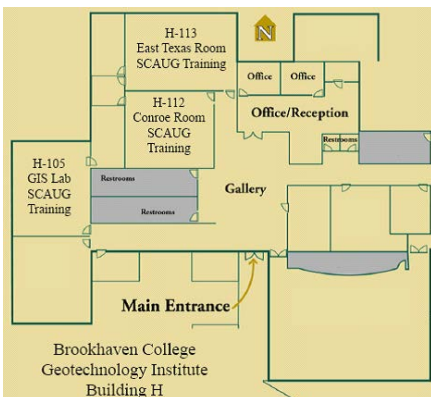 H-113
East Texas Room
SCAUG Training
N
Office
Office
H-112
Conroe Room
SCAUG
Training
Office/Reception
Restrooms
H-105
GIS Lab
SCAUG
Training
Restrooms
Gallery
Restrooms
Main Entrance
Brookhaven College
Geotechnology Institute
Building H